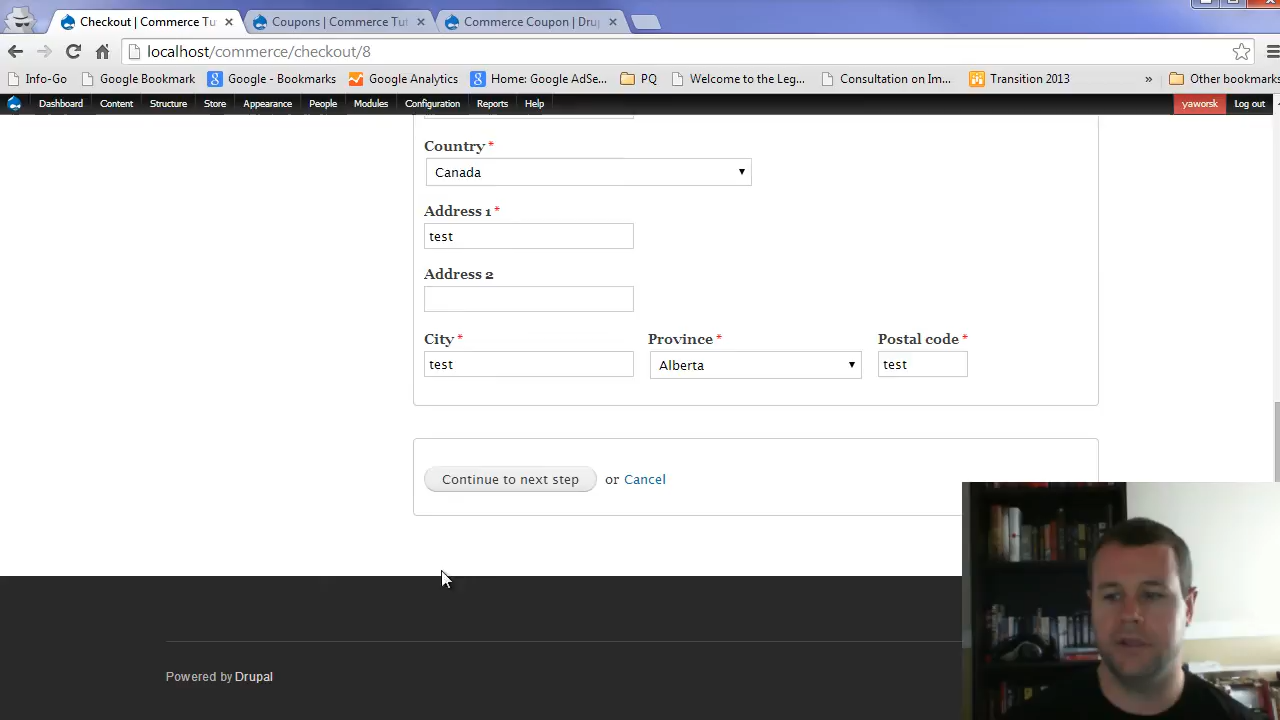 Checkout | Commerce Tu
Coupons | Commerce Tut
Commerce Coupon | Dru
localhost/commerce/checkout/8
Info-Go Google Bookmark Google - Bookmarks Google Analytics Home: Google AdSe... PQ Welcome to the Lea... Consultation on Im... Transition 2013 » Other bookmarks
Dashboard Content Structure Store Appearance People Modules Configuration Reports Help yaworsk Log out
Country *
Canada
Address 1 *
test
Address 2
City * Province * Postal code *
test Alberta test
Continue to next step or Cancel
Powered by Drupal